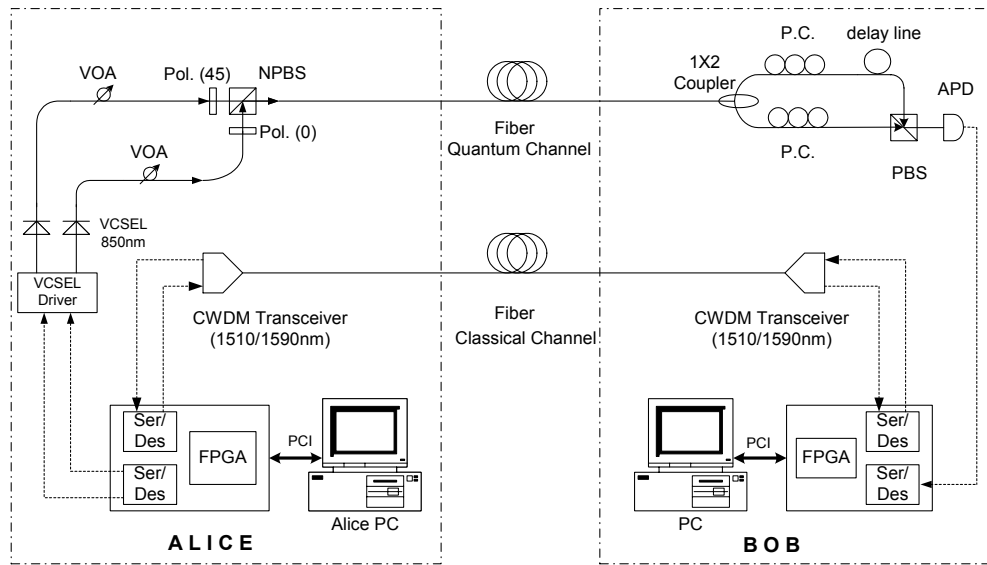 VOA
Pol. (45)
NPBS
Pol. (0)
VOA
VCSEL
850nm
VCSEL
Driver
CWDM Transceiver
(1510/1590nm)
Ser/
Des
FPGA
Ser/
Des
PCI
Alice PC
A L I C E
Fiber
Quantum Channel
Fiber
Classical Channel
P.C.
delay line
1X2
Coupler
APD
P.C.
PBS
CWDM Transceiver
(1510/1590nm)
PCI
FPGA
Ser/
Des
Ser/
Des
PC
B O B